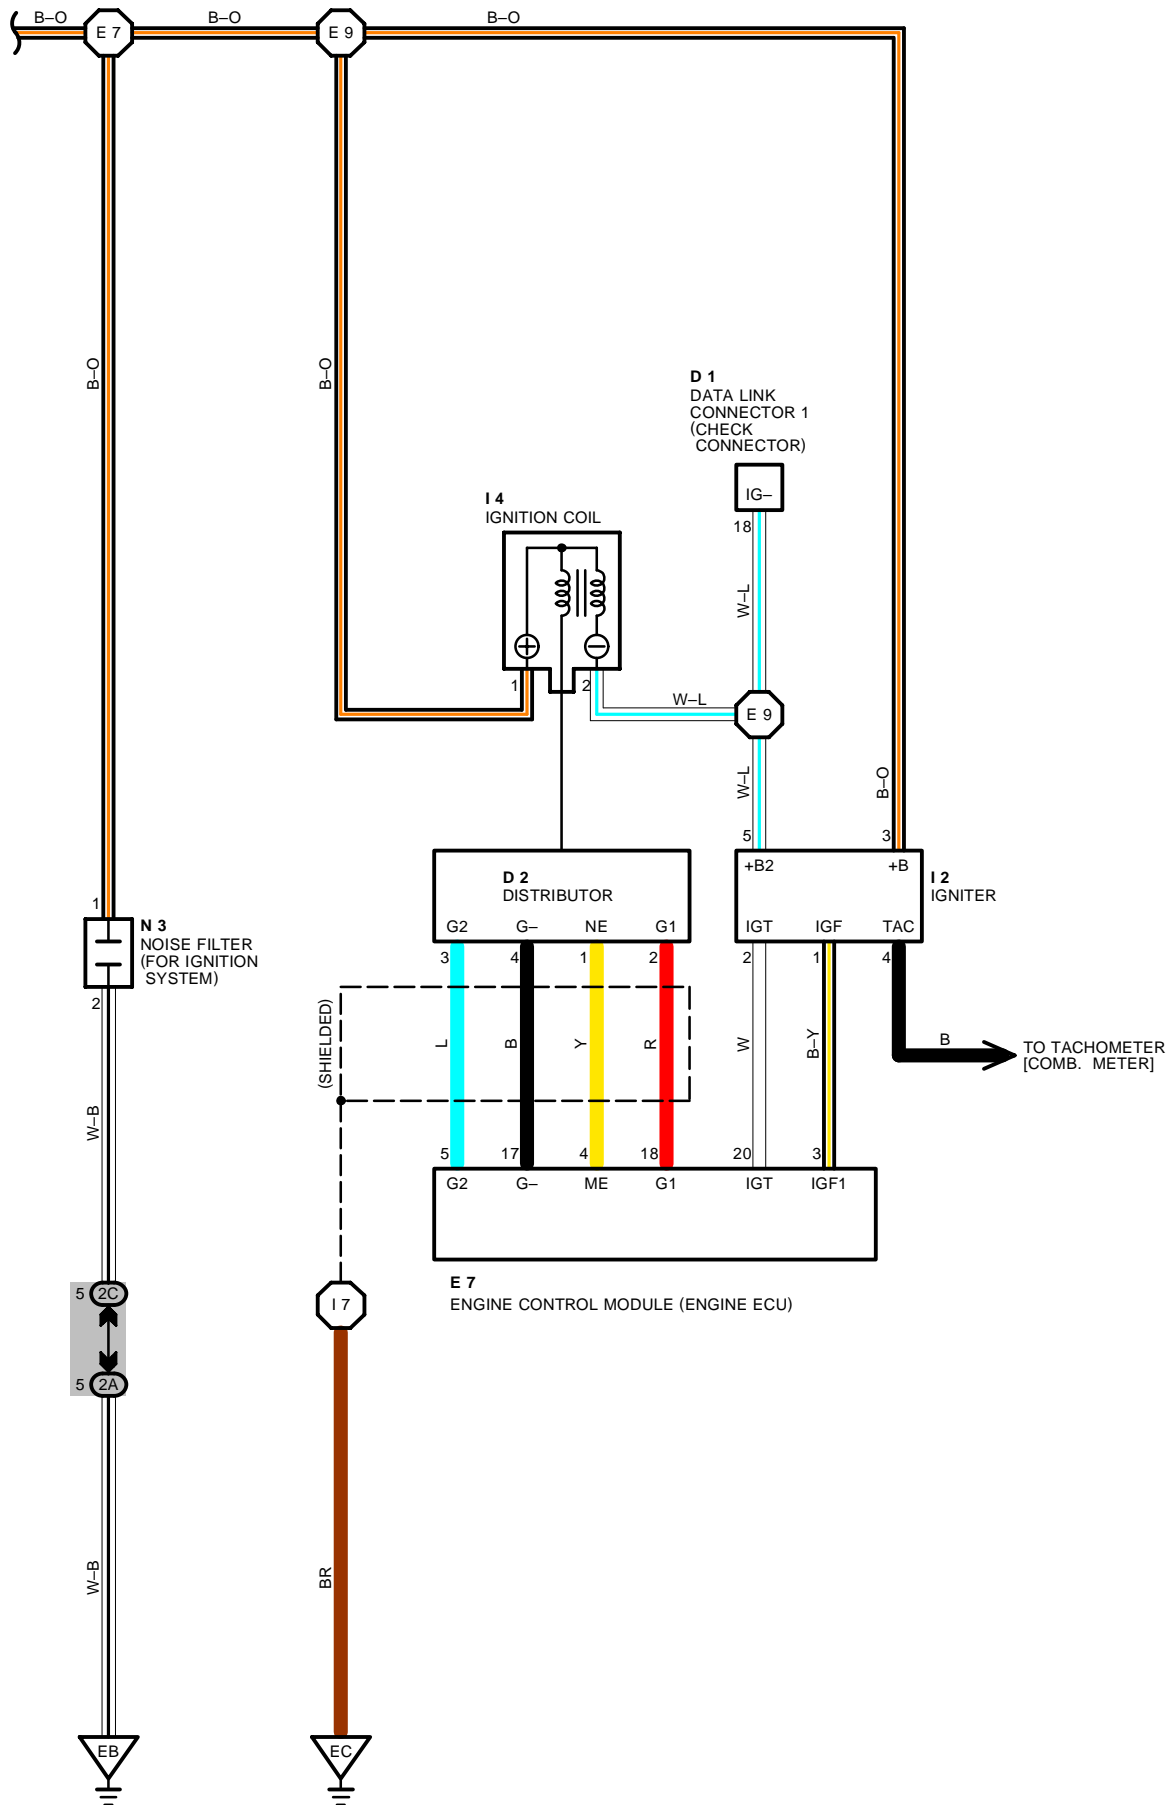 B–O
B–O
B–O
E 7
E 9
B–O
B–O
D 1
DATA LINK
CONNECTOR 1
(CHECK
CONNECTOR)
IG–
18
I 4
IGNITION COIL
W–L
1
2
W–L
E 9
W–L
B–O
5
3
+B2
+B
I 2
IGNITER
D 2
DISTRIBUTOR
G2
G–
NE
G1
IGT
IGF
TAC
3
4
1
2
2
1
4
1
N 3
NOISE FILTER
(FOR IGNITION
SYSTEM)
2
(SHIELDED)
L
B
Y
R
W
B–Y
B
TO TACHOMETER
[COMB. METER]
W–B
5
17
4
18
20
3
G2
G–
ME
G1
IGT
IGF1
E 7
ENGINE CONTROL MODULE (ENGINE ECU)
5
2C
I 7
5
2A
W–B
BR
EB
EC